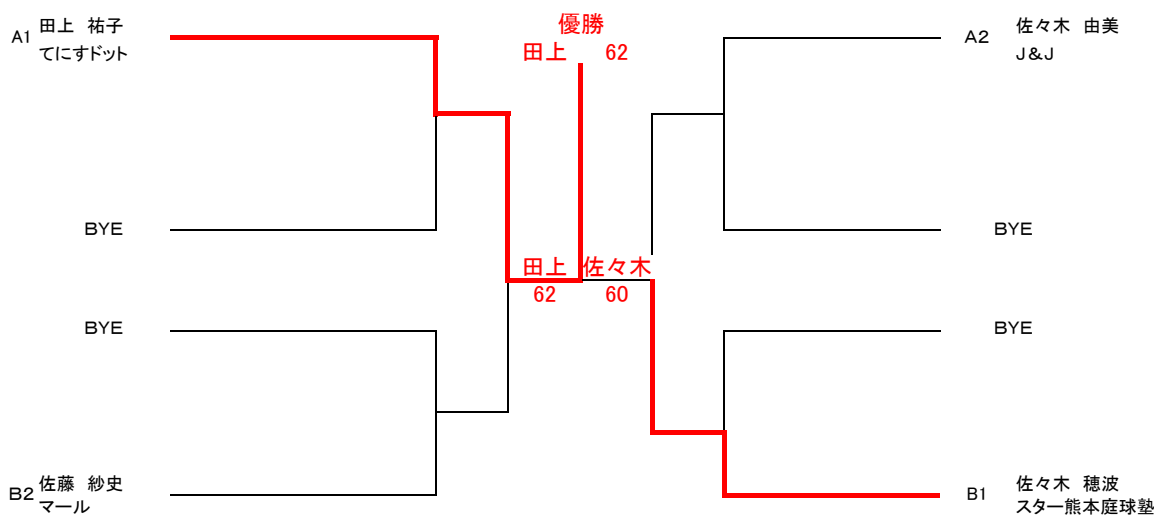 A1 田上　祐子
てにすドット
BYE
BYE
B2 佐藤　紗史
マール
優勝
田上　62
田上 佐々木
62　60
A2 佐々木　由美
J＆J
BYE
BYE
B1 佐々木　穂波
スター熊本庭球塾